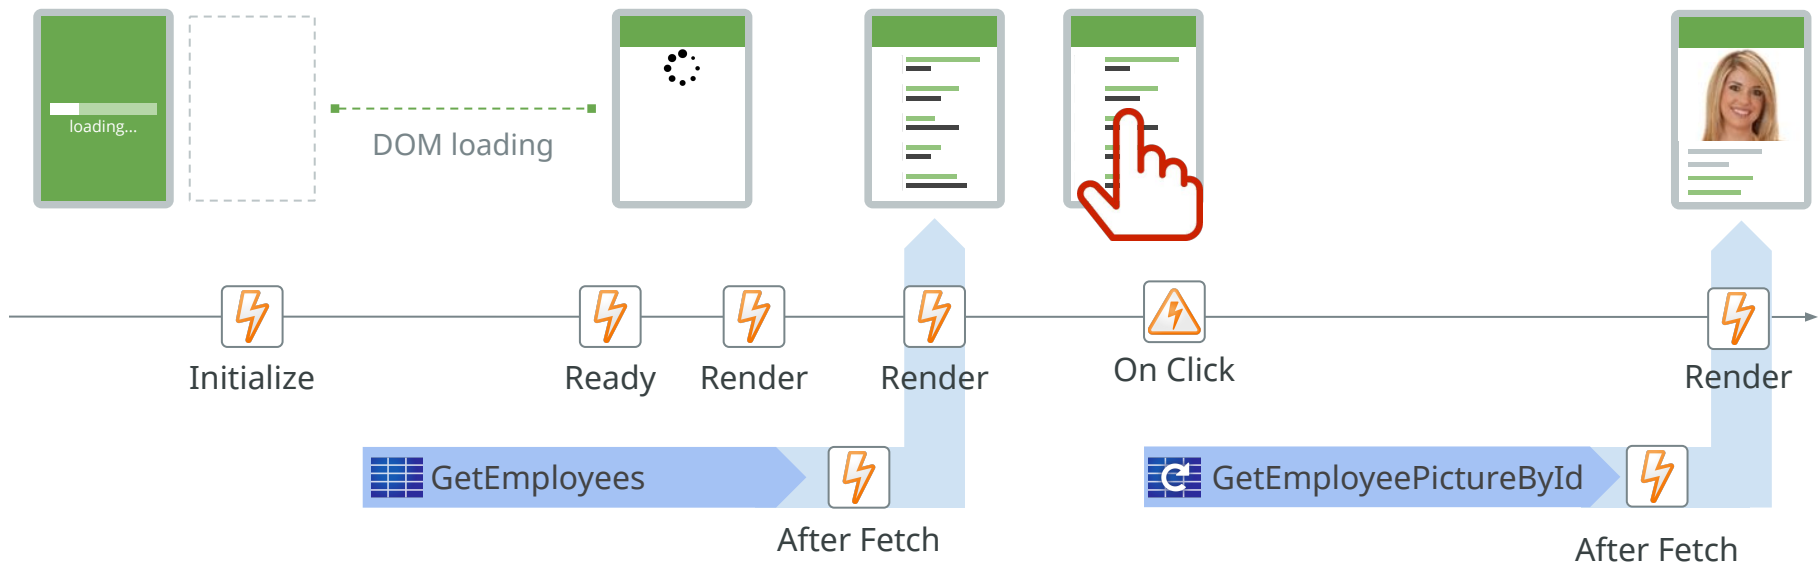 loading...
DOM loading
Initialize
Ready
Render
Render
On Click
Render
GetEmployees
After Fetch
GetEmployeePictureById
After Fetch